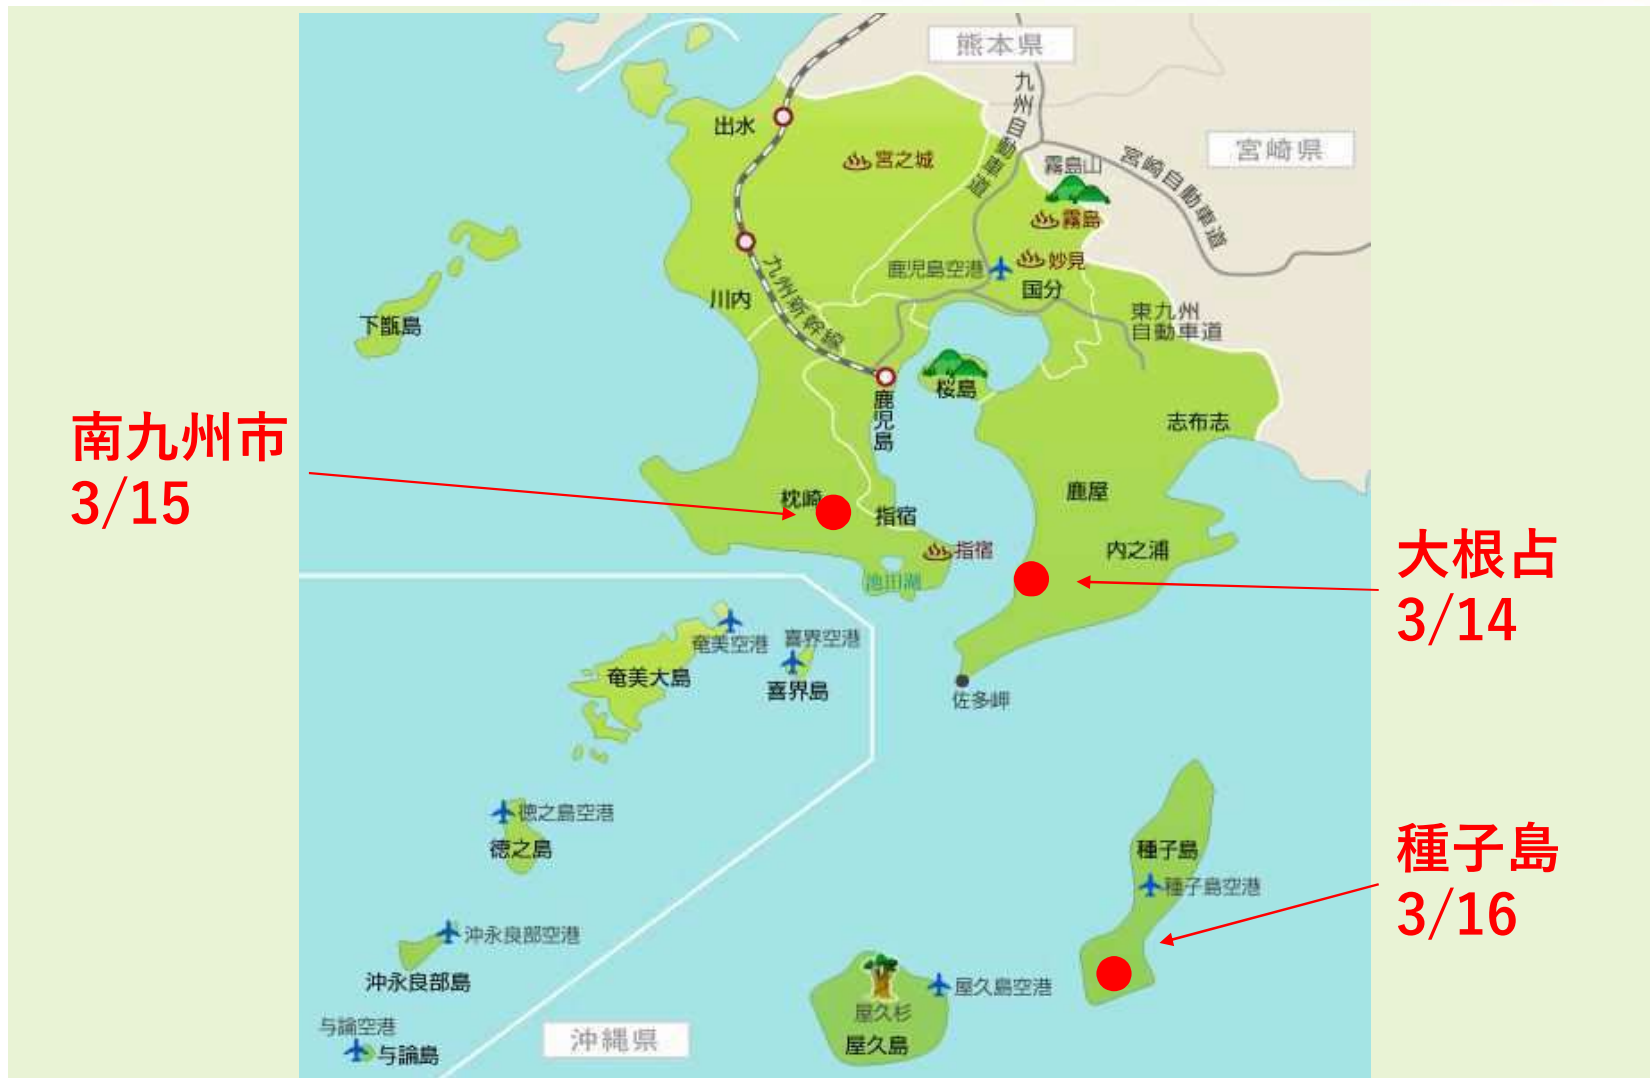 熊本県
九州自動車道
宮崎県
出水
宮之城
霧島山
宮崎自動車道
霧島
鹿児島空港
妙見
国分
川内
九州新幹線
東九州
自動車道
下甑島
桜島
鹿児島
志布志
南九州市
3/15
枕崎
指宿
鹿屋
指宿
内之浦
池田湖
大根占
3/14
奄美空港
喜界空港
奄美大島
喜界島
佐多岬
徳之島空港
徳之島
種子島
種子島空港
種子島
3/16
沖永良部空港
沖永良部島
屋久島空港
屋久杉
屋久島
与論空港
与論島
沖縄県